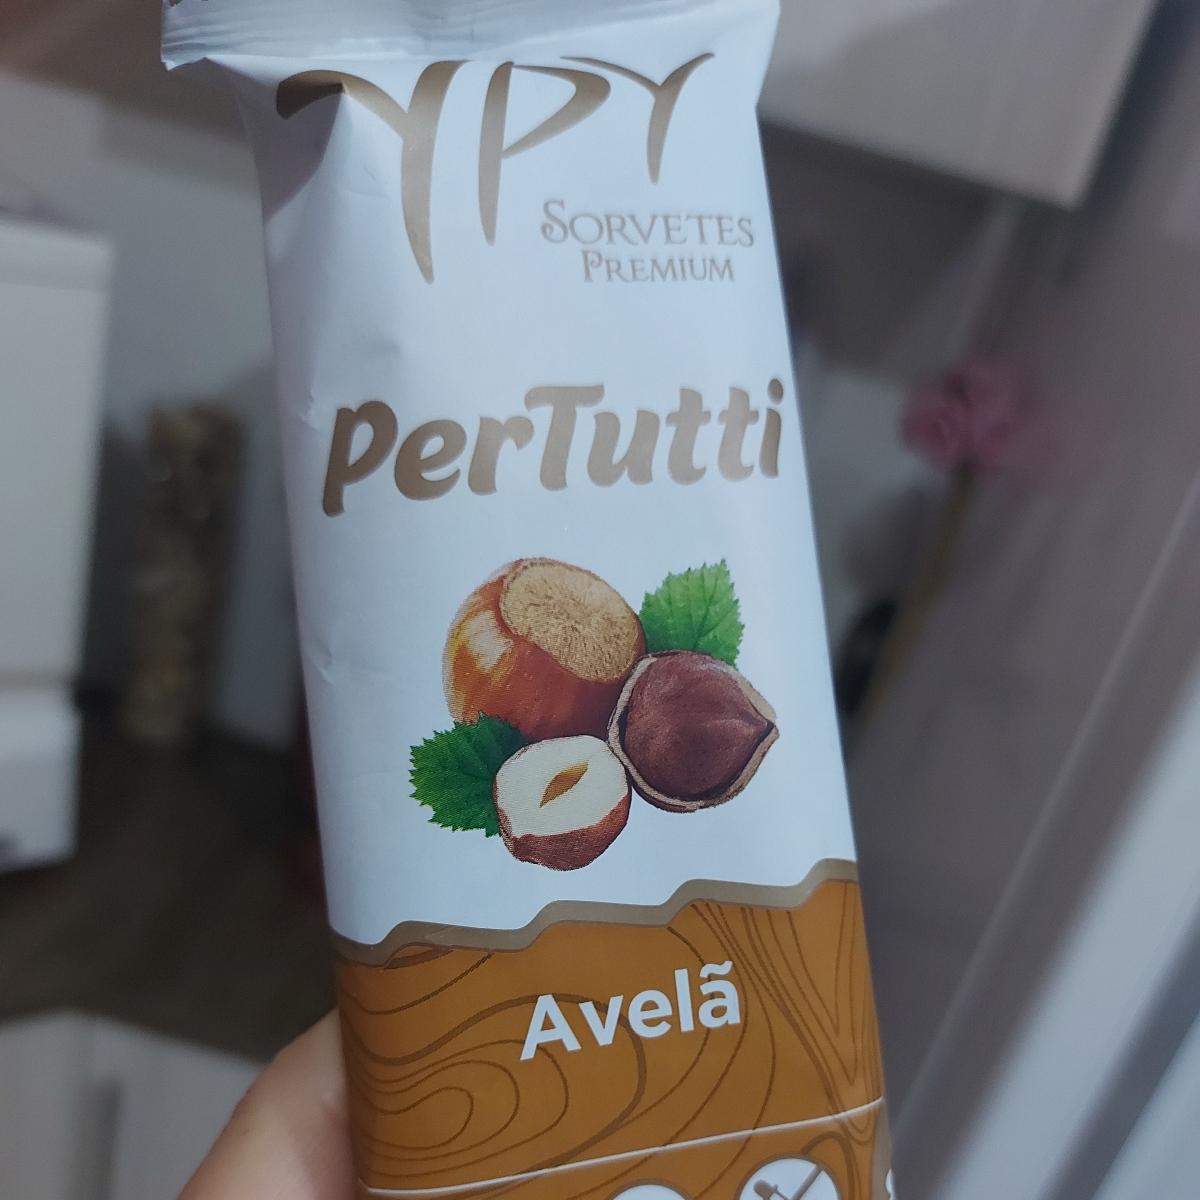 YPY
SORVETES
PREMIUM
PerTutti
Avelã